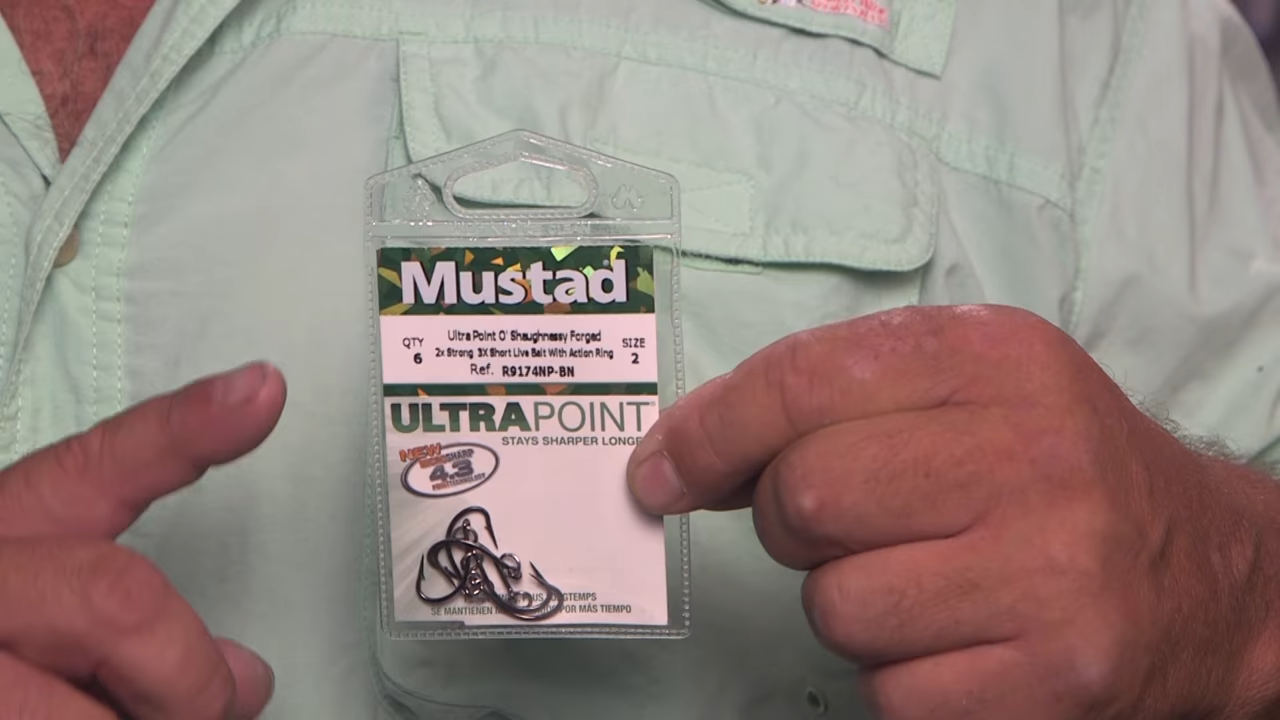 Mustad
QTY
6
Ultra Point O' Shaughnessy Forged
2x Strong 3X Short Live Bait With Action Ring
Ref. R9174NP-BN
SIZE
2
ULTRAPOINT
STAYS SHARPER LONGE
NEW
4.3
SE MANTIENEN
POR MÁS TIEMPO